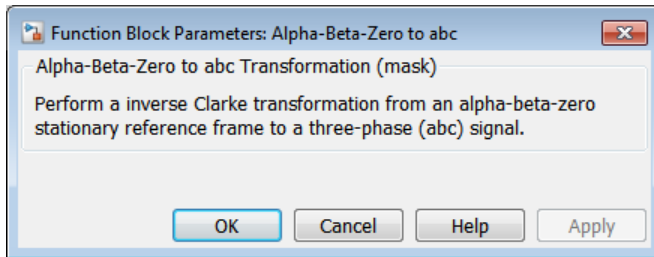 Function Block Parameters: Alpha-Beta-Zero to abc
Alpha-Beta-Zero to abc Transformation (mask)
Perform a inverse Clarke transformation from an alpha-beta-zero
stationary reference frame to a three-phase (abc) signal.
OK Cancel Help Apply